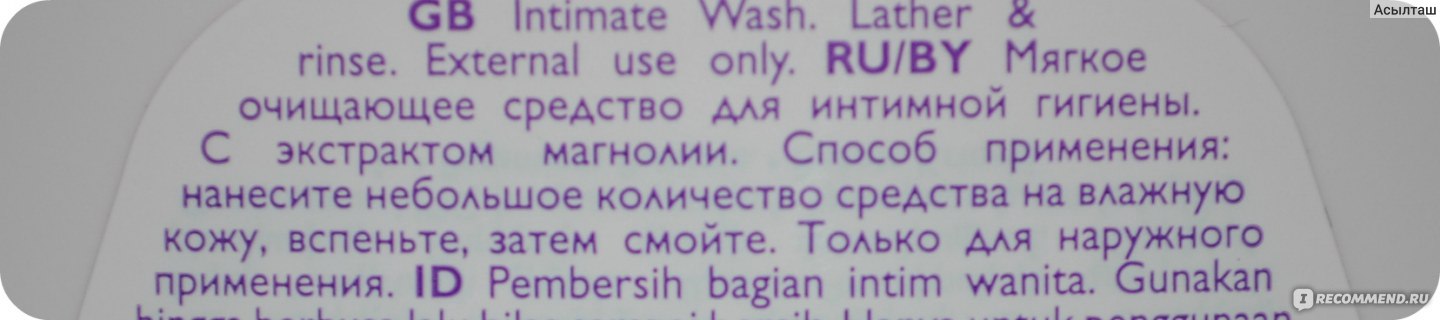 Асылташ
GB Intimate Wash. Lather &
rinse. External use only. RU/BY Мягкое
очищающее средство для интимной гигиены.
С экстрактом магнолии. Способ применения:
нанесите небольшое количество средства на влажную
кожу, вспеньте, затем смойте. Только для наружного
применения. ID Pembersih bagian intim wanita. Gunakan
I RECOMMEND.RU